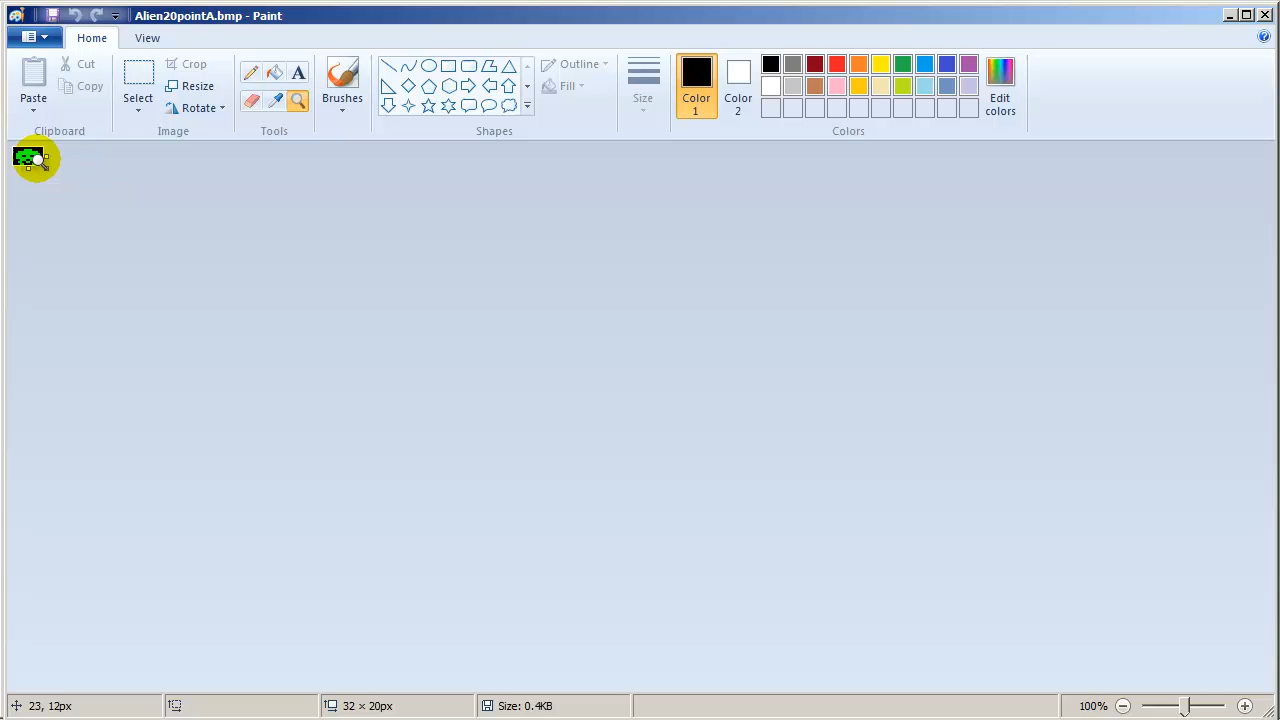 Alien20pointA.bmp - Paint
Home
View
Paste
Cut
Copy
Clipboard
Select
Crop
Resize
Rotate
Image
A
Tools
Brushes
Outline
Fill
Shapes
Size
Color
1
Color
2
Edit
colors
Colors
23, 12px
32 × 20px
Size: 0.4KB
100%